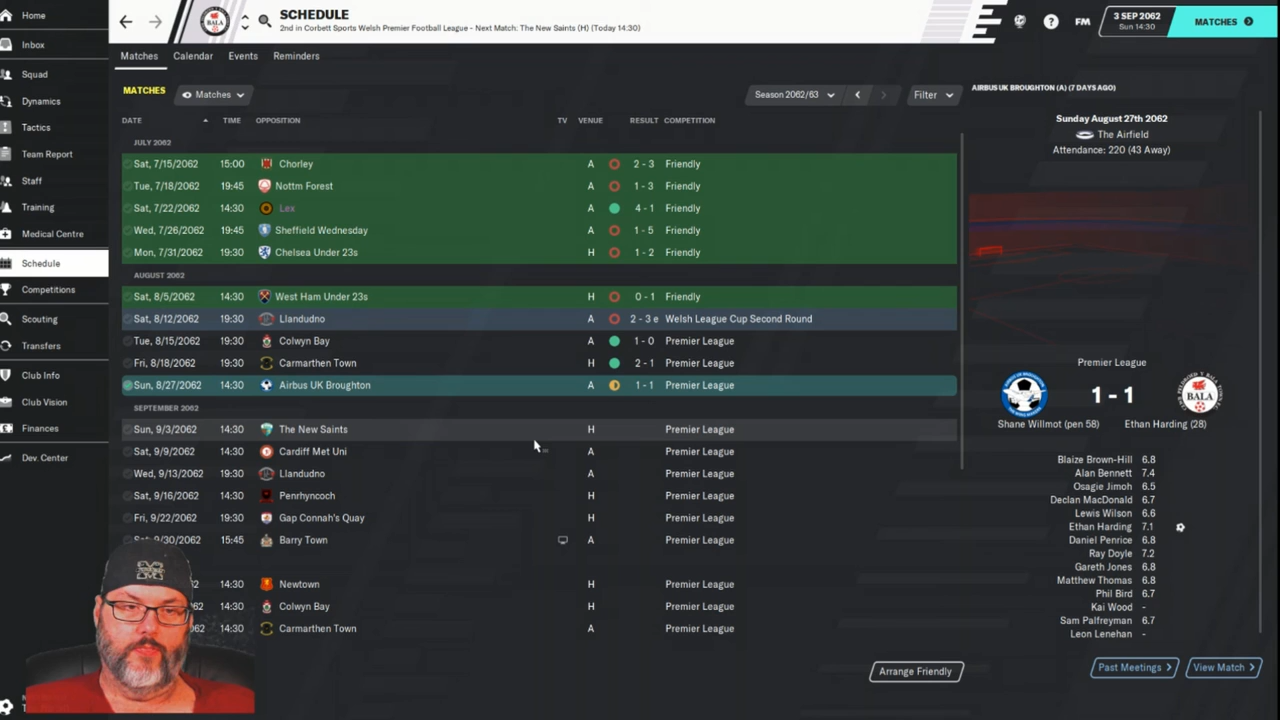 Home
Inbox
Squad
Dynamics
Tactics
Team Report
Staff
Training
Medical Centre
Schedule
Competitions
Scouting
Transfers
Club Info
Club Vision
Finances
Dev. Center
SCHEDULE
2nd in Corbett Sports Welsh Premier Football League - Next Match: The New Saints (H) (Today 14:30)
FM
3 SEP 2062
Sun 14:30
MATCHES
Matches Calendar Events Reminders
MATCHES Matches Season 2062/63 Filter
DATE TIME OPPOSITION TV VENUE RESULT COMPETITION
JULY 2062
Sat, 7/15/2062 15:00 Chorley A 2 - 3 Friendly
Tue, 7/18/2062 19:45 Nottm Forest A 1 - 3 Friendly
Sat, 7/22/2062 14:30 Lex A 4 - 1 Friendly
Wed, 7/26/2062 19:45 Sheffield Wednesday A 1 - 5 Friendly
Mon, 7/31/2062 19:30 Chelsea Under 23s H 1 - 2 Friendly
AUGUST 2062
Sat, 8/5/2062 14:30 West Ham Under 23s H 0 - 1 Friendly
Sat, 8/12/2062 19:30 Llandudno A 2 - 3 e Welsh League Cup Second Round
Tue, 8/15/2062 19:30 Colwyn Bay A 1 - 0 Premier League
Fri, 8/18/2062 19:30 Carmarthen Town H 2 - 1 Premier League
Sun, 8/27/2062 14:30 Airbus UK Broughton A 1 - 1 Premier League
SEPTEMBER 2062
Sun, 9/3/2062 14:30 The New Saints H Premier League
Sat, 9/9/2062 14:30 Cardiff Met Uni A Premier League
Wed, 9/13/2062 19:30 Llandudno A Premier League
Sat, 9/16/2062 14:30 Penrhyncoch H Premier League
Fri, 9/22/2062 19:30 Gap Connah's Quay H Premier League
Sat, 9/30/2062 15:45 Barry Town A Premier League
62 14:30 Newtown H Premier League
062 14:30 Colwyn Bay H Premier League
062 14:30 Carmarthen Town A Premier League
Arrange Friendly
AIRBUS UK BROUGHTON (A) (7 DAYS AGO)
Sunday August 27th 2062
The Airfield
Attendance: 220 (43 Away)
Premier League
1 - 1
BALA
Shane Willmot (pen 58) Ethan Harding (28)
Blaize Brown-Hill 6.8
Alan Bennett 7.4
Osagie Jimoh 6.5
Declan MacDonald 6.7
Lewis Wilson 6.6
Ethan Harding 7.1
Daniel Penrice 6.8
Ray Doyle 7.2
Gareth Jones 6.8
Matthew Thomas 6.8
Phil Bird 6.7
Kai Wood -
Sam Palfreyman 6.7
Leon Lenehan -
Past Meetings View Match